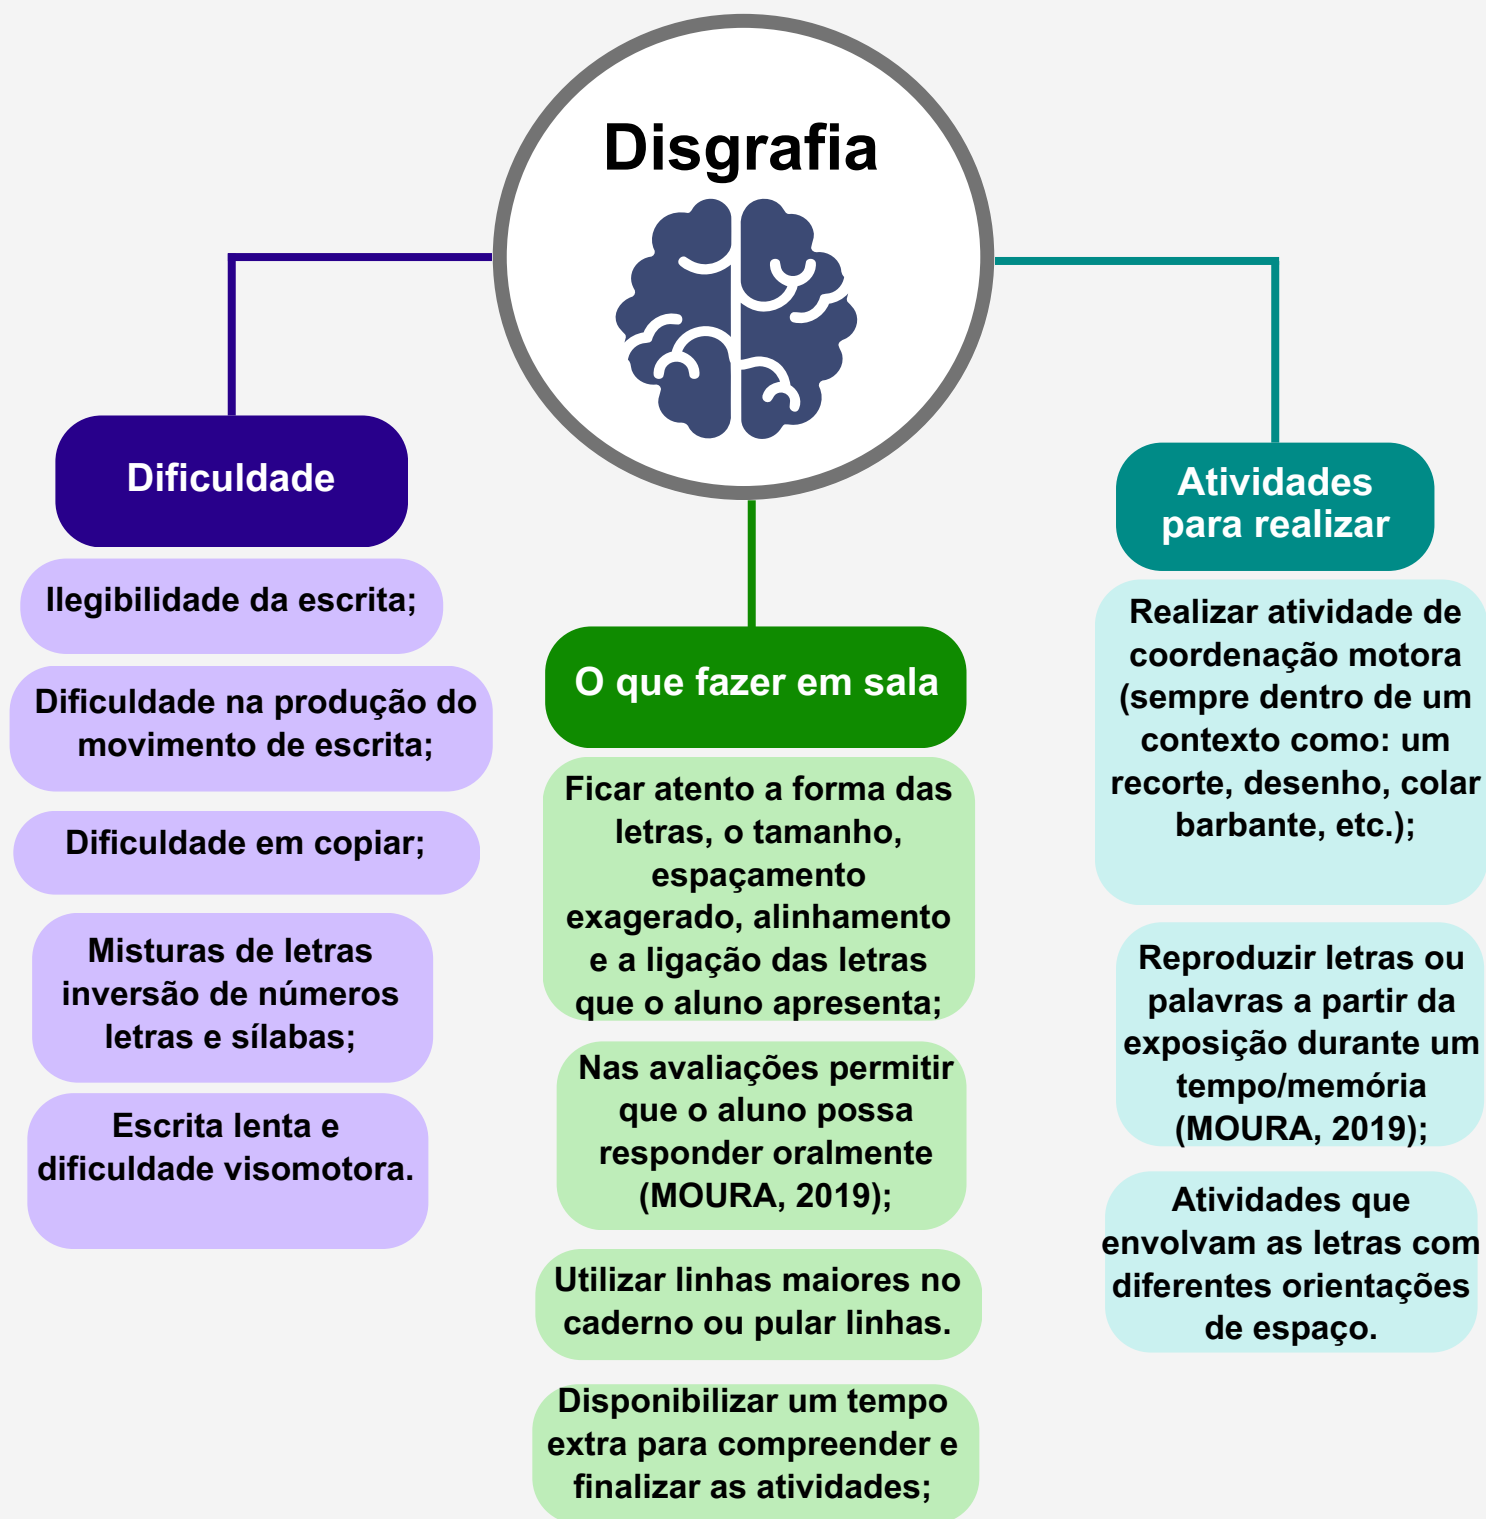 Disgrafia
Dificuldade
Ilegibilidade da escrita;
Dificuldade na produção do
movimento de escrita;
Dificuldade em copiar;
Misturas de letras
inversão de números
letras e sílabas;
Escrita lenta e
dificuldade visomotora.
O que fazer em sala
Ficar atento a forma das
letras, o tamanho,
espaçamento
exagerado, alinhamento
e a ligação das letras
que o aluno apresenta;
Nas avaliações permitir
que o aluno possa
responder oralmente
(MOURA, 2019);
Utilizar linhas maiores no
caderno ou pular linhas.
Disponibilizar um tempo
extra para compreender e
finalizar as atividades;
Atividades
para realizar
Realizar atividade de
coordenação motora
(sempre dentro de um
contexto como: um
recorte, desenho, colar
barbante, etc.);
Reproduzir letras ou
palavras a partir da
exposição durante um
tempo/memória
(MOURA, 2019);
Atividades que
envolvam as letras com
diferentes orientações
de espaço.